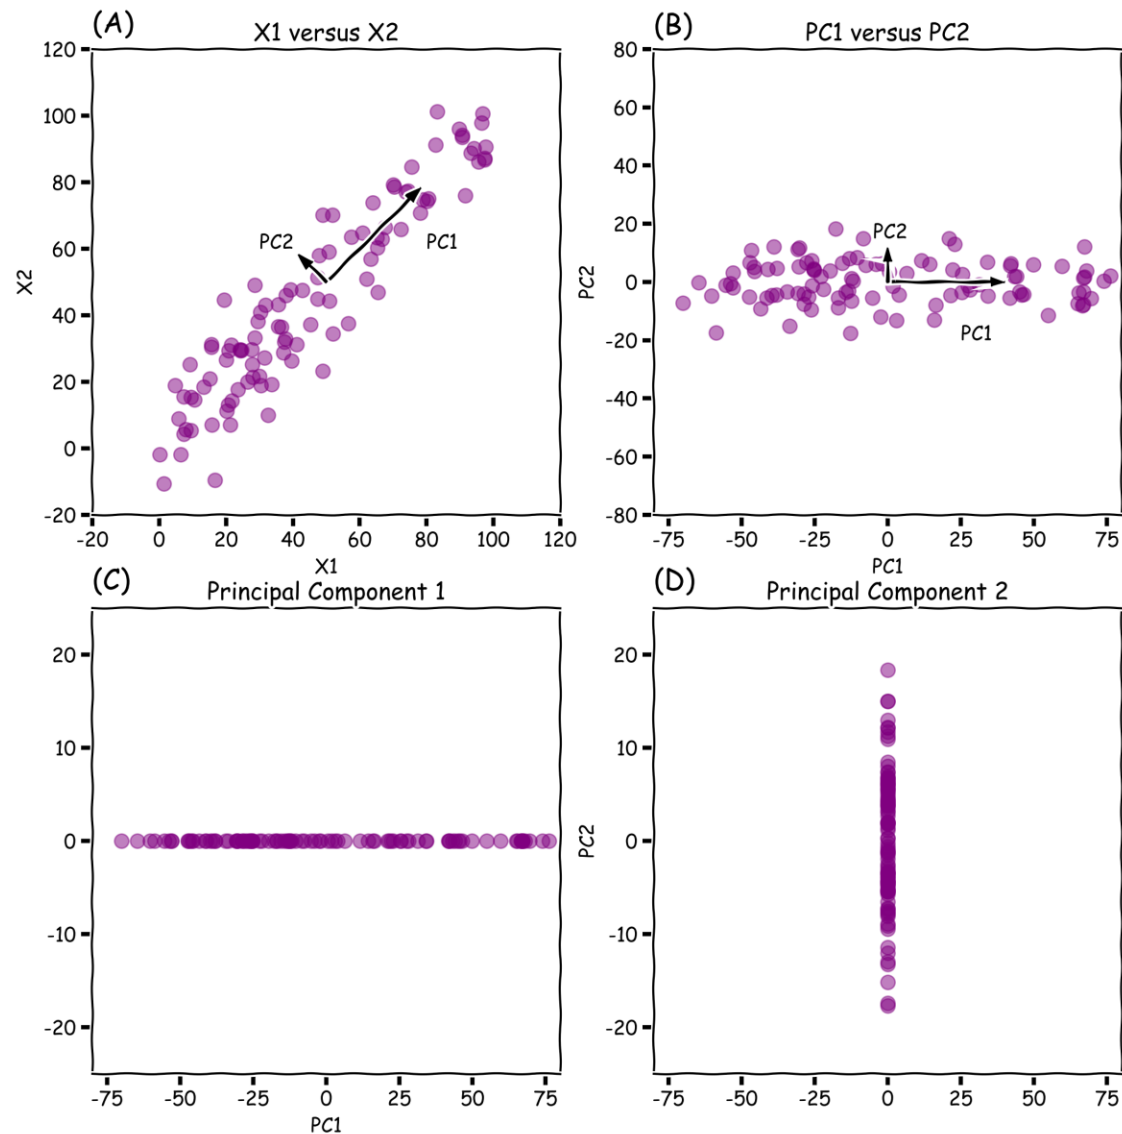 (A)
X1 versus X2
120
100
80
60
40
20
0
-20
X2
PC2
PC1
-20 0 20 40 60 80 100 120
X1
(B)
PC1 versus PC2
80
60
40
20
0
-20
-40
-60
-80
PC2
PC2
PC1
-75 -50 -25 0 25 50 75
PC1
(C)
Principal Component 1
20
10
0
-10
-20
-75 -50 -25 0 25 50 75
PC1
(D)
Principal Component 2
20
10
0
-10
-20
PC2
-75 -50 -25 0 25 50 75